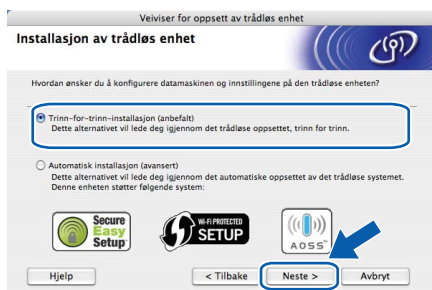 Veiviser for oppsett av trådløs enhet
Installasjon av trådløs enhet
Hvordan ønsker du å konfigurere datamaskinen og innstillingene på den trådløse enheten?
Trinn-for-trinn-installasjon (anbefalt)
Dette alternativet vil lede deg igjennom det trådløse oppsettet, trinn for trinn.
Automatisk installasjon (avansert)
Dette alternativet vil lede deg igjennom det automatiske oppsettet av det trådløse systemet.
Denne enheten støtter følgende system:
Secure
Easy
Setup
Wi-Fi PROTECTED
SETUP
AOSS™
Hjelp
< Tilbake
Neste >
Avbryt